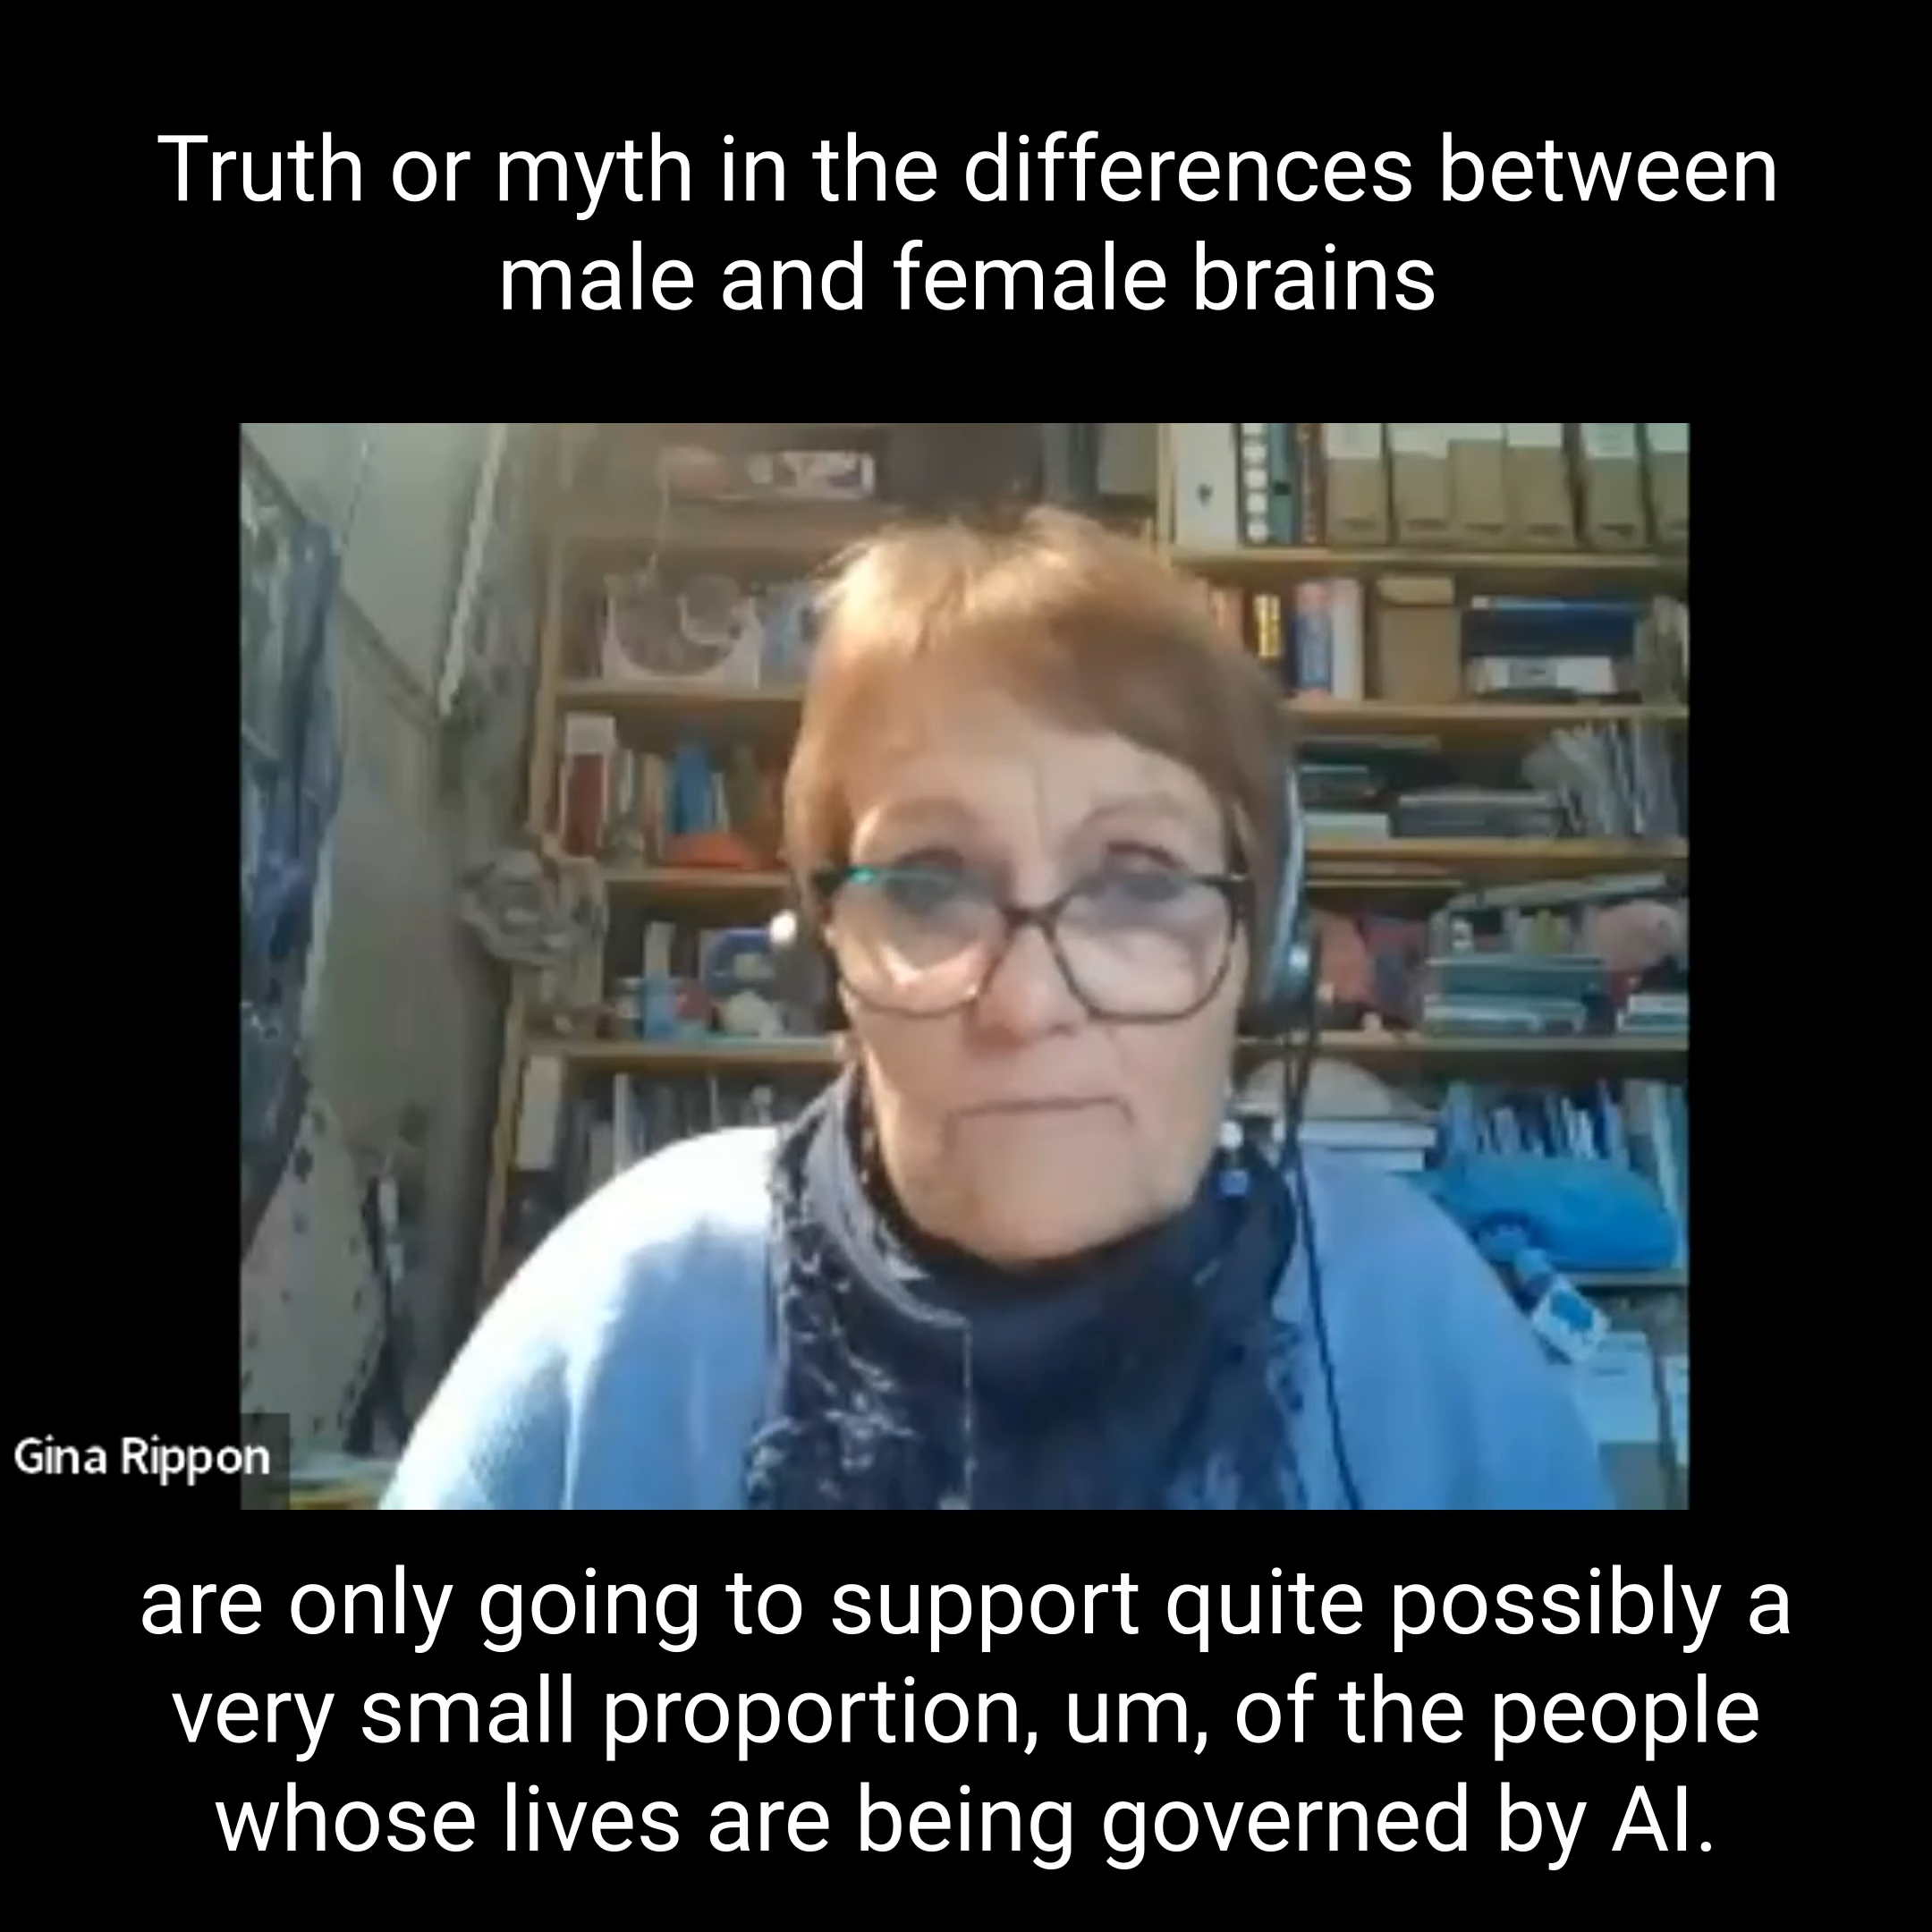 Truth or myth in the differences between
male and female brains
Gina Rippon
are only going to support quite possibly a
very small proportion, um, of the people
whose lives are being governed by AI.